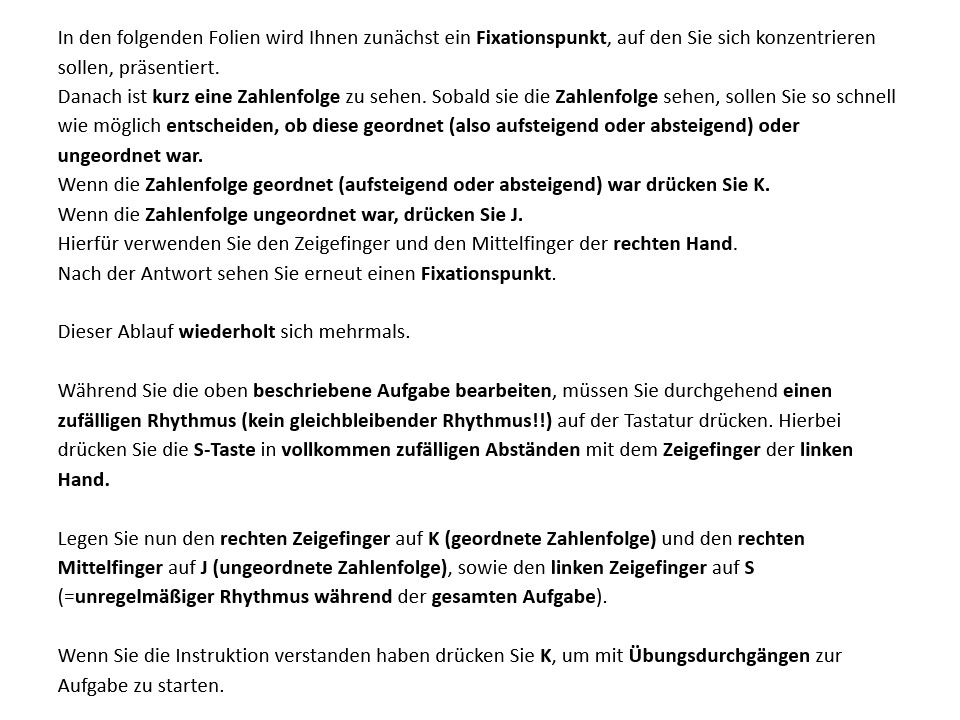 In den folgenden Folien wird Ihnen zunächst ein Fixationspunkt, auf den Sie sich konzentrieren
sollen, präsentiert.
Danach ist kurz eine Zahlenfolge zu sehen. Sobald sie die Zahlenfolge sehen, sollen Sie so schnell
wie möglich entscheiden, ob diese geordnet (also aufsteigend oder absteigend) oder
ungeordnet war.
Wenn die Zahlenfolge geordnet (aufsteigend oder absteigend) war drücken Sie K.
Wenn die Zahlenfolge ungeordnet war, drücken Sie J.
Hierfür verwenden Sie den Zeigefinger und den Mittelfinger der rechten Hand.
Nach der Antwort sehen Sie erneut einen Fixationspunkt.
Dieser Ablauf wiederholt sich mehrmals.
Während Sie die oben beschriebene Aufgabe bearbeiten, müssen Sie durchgehend einen
zufälligen Rhythmus (kein gleichbleibender Rhythmus!!) auf der Tastatur drücken. Hierbei
drücken Sie die S-Taste in vollkommen zufälligen Abständen mit dem Zeigefinger der linken
Hand.
Legen Sie nun den rechten Zeigefinger auf K (geordnete Zahlenfolge) und den rechten
Mittelfinger auf J (ungeordnete Zahlenfolge), sowie den linken Zeigefinger auf S
(=unregelmäßiger Rhythmus während der gesamten Aufgabe).
Wenn Sie die Instruktion verstanden haben drücken Sie K, um mit Übungsdurchgängen zur
Aufgabe zu starten.